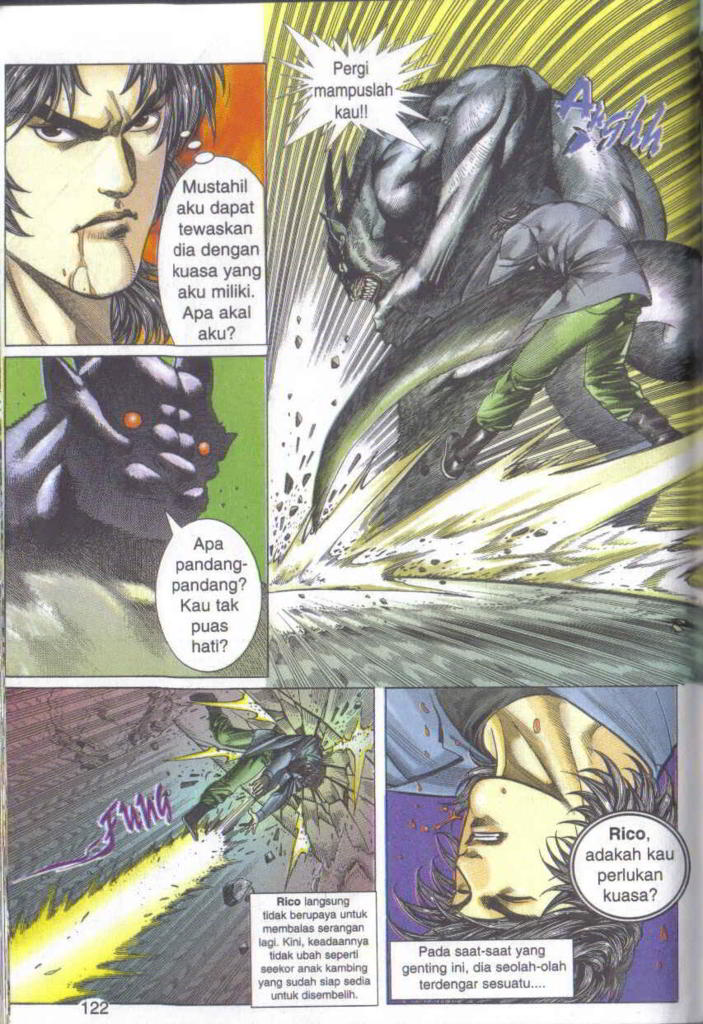 Mustahil
aku dapat
tewaskan
dia dengan
kuasa yang
aku miliki.
Apa akal
aku?
Pergi
mampuslah
kau!!
Arghh
Apa
pandang-
pandang?
Kau tak
puas
hati?
FUNG
Rico langsung
tidak berupaya untuk
membalas serangan
lagi. Kini, keadaannya
tidak ubah seperti
seekor anak kambing
yang sudah siap sedia
untuk disembelih.
Rico,
adakah kau
perlukan
kuasa?
Pada saat-saat yang
genting ini, dia seolah-olah
terdengar sesuatu....
122